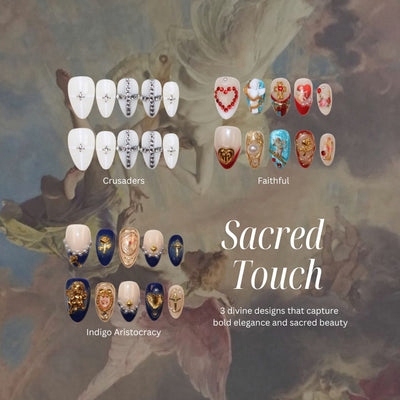 Crusaders
Faithful
Sacred
Touch
3 divine designs that capture
bold elegance and sacred beauty
Indigo Aristocracy